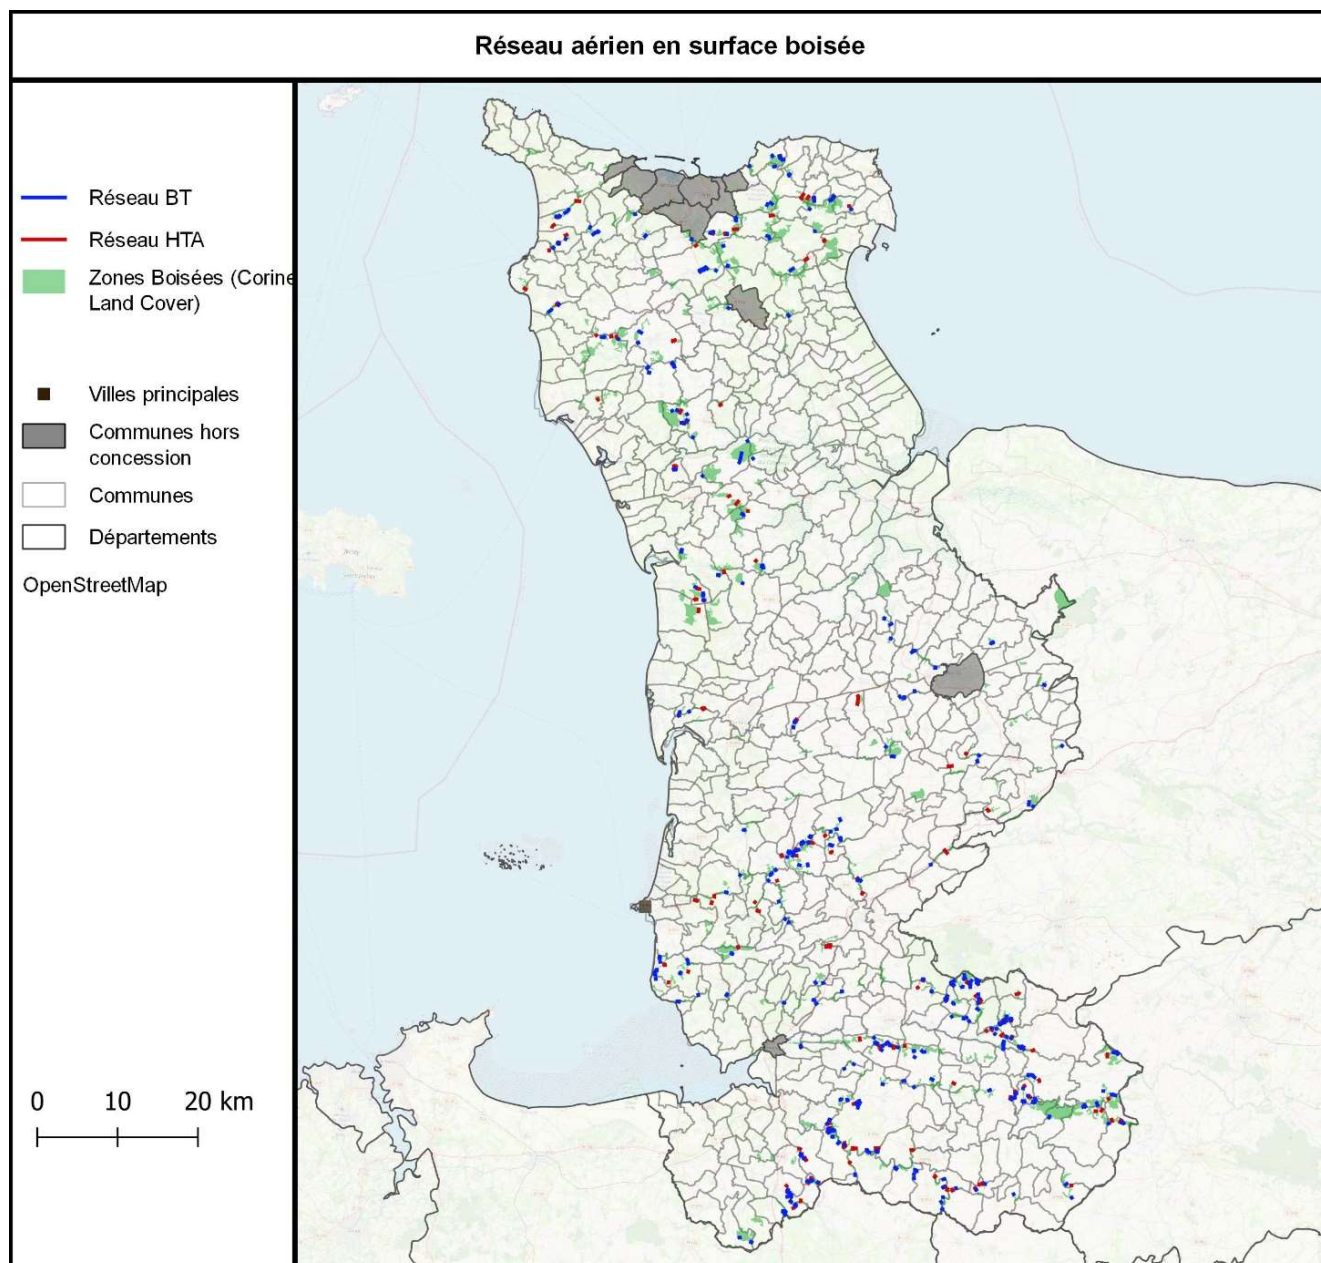 Réseau aérien en surface boisée
Réseau BT
Réseau HTA
Zones Boisées (Corine
Land Cover)
Villes principales
Communes hors
concession
Communes
Départements
OpenStreetMap
0 10 20 km